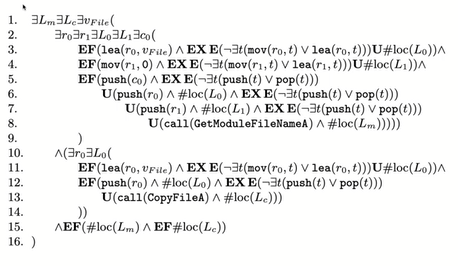 1. ∃L_m∃L_c∃v_File(
2. ∃r_0∃r_1∃L_0∃L_1∃c_0(
3. EF(lea(r_0, v_File) ∧ EX E(¬∃t(mov(r_0, t) ∨ lea(r_0, t)))U#loc(L_0))∧
4. EF(mov(r_1, 0) ∧ EX E(¬∃t(mov(r_1, t) ∨ lea(r_1, t)))U#loc(L_1))∧
5. EF(push(c_0) ∧ EX E(¬∃t(push(t) ∨ pop(t)))
6. U(push(r_0) ∧ #loc(L_0) ∧ EX E(¬∃t(push(t) ∨ pop(t)))
7. U(push(r_1) ∧ #loc(L_1) ∧ EX E(¬∃t(push(t) ∨ pop(t)))
8. U(call(GetModuleFileNameA) ∧ #loc(L_m)))))
9. )
10. ∧(∃r_0∃L_0(
11. EF(lea(r_0, v_File) ∧ EX E(¬∃t(mov(r_0, t) ∨ lea(r_0, t)))U#loc(L_0))∧
12. EF(push(r_0) ∧ #loc(L_0) ∧ EX E(¬∃t(push(t) ∨ pop(t)))
13. U(call(CopyFileA) ∧ #loc(L_c)))
14. ))
15. ∧EF(#loc(L_m) ∧ EF#loc(L_c))
16. )